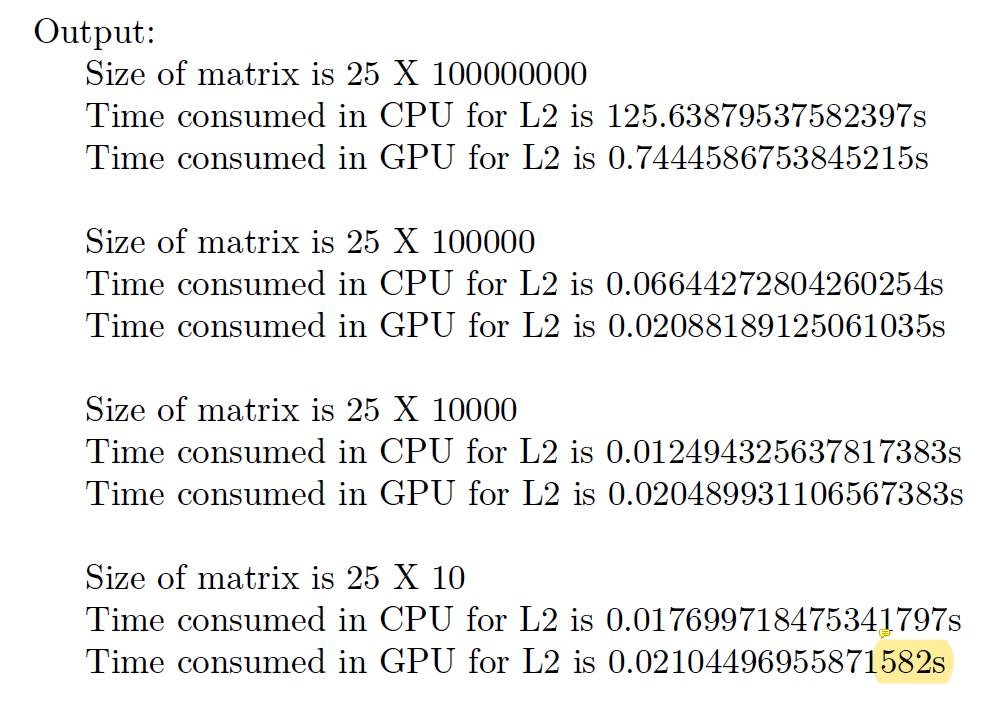 Output:
Size of matrix is 25 X 100000000
Time consumed in CPU for L2 is 125.63879537582397s
Time consumed in GPU for L2 is 0.7444586753845215s
Size of matrix is 25 X 100000
Time consumed in CPU for L2 is 0.06644272804260254s
Time consumed in GPU for L2 is 0.02088189125061035s
Size of matrix is 25 X 10000
Time consumed in CPU for L2 is 0.012494325637817383s
Time consumed in GPU for L2 is 0.020489931106567383s
Size of matrix is 25 X 10
Time consumed in CPU for L2 is 0.017699718475341797s
Time consumed in GPU for L2 is 0.02104496955871582s